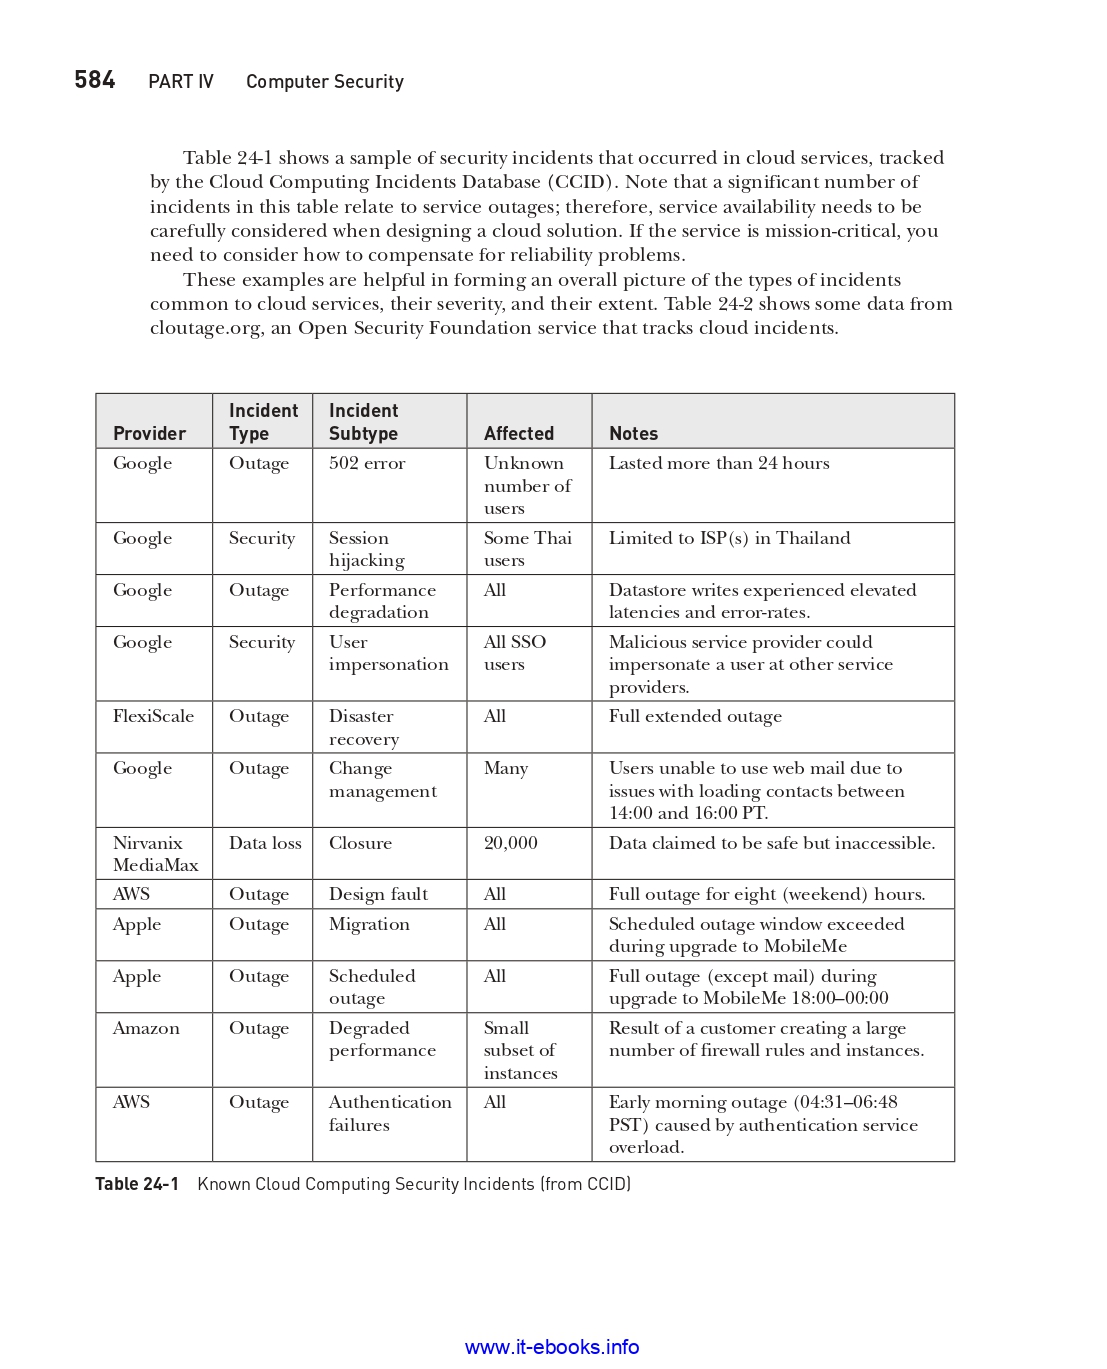 584 PART IV Computer Security
Table 24-1 shows a sample of security incidents that occurred in cloud services, tracked
by the Cloud Computing Incidents Database (CCID). Note that a significant number of
incidents in this table relate to service outages; therefore, service availability needs to be
carefully considered when designing a cloud solution. If the service is mission-critical, you
need to consider how to compensate for reliability problems.
These examples are helpful in forming an overall picture of the types of incidents
common to cloud services, their severity, and their extent. Table 24-2 shows some data from
cloutage.org, an Open Security Foundation service that tracks cloud incidents.
Incident Incident
Provider Type Subtype Affected Notes
Google Outage 502 error Unknown Lasted more than 24 hours
number of
users
Google Security Session Some Thai Limited to ISP(s) in Thailand
hijacking users
Google Outage Performance All Datastore writes experienced elevated
degradation latencies and error-rates.
Google Security User All SSO Malicious service provider could
impersonation users impersonate a user at other service
providers.
FlexiScale Outage Disaster All Full extended outage
recovery
Google Outage Change Many Users unable to use web mail due to
management issues with loading contacts between
14:00 and 16:00 PT.
Nirvanix Data loss Closure 20,000 Data claimed to be safe but inaccessible.
MediaMax
AWS Outage Design fault All Full outage for eight (weekend) hours.
Apple Outage Migration All Scheduled outage window exceeded
during upgrade to MobileMe
Apple Outage Scheduled All Full outage (except mail) during
outage upgrade to MobileMe 18:00–00:00
Amazon Outage Degraded Small Result of a customer creating a large
performance subset of number of firewall rules and instances.
instances
AWS Outage Authentication All Early morning outage (04:31–06:48
failures PST) caused by authentication service
overload.
Table 24-1 Known Cloud Computing Security Incidents (from CCID)
www.it-ebooks.info